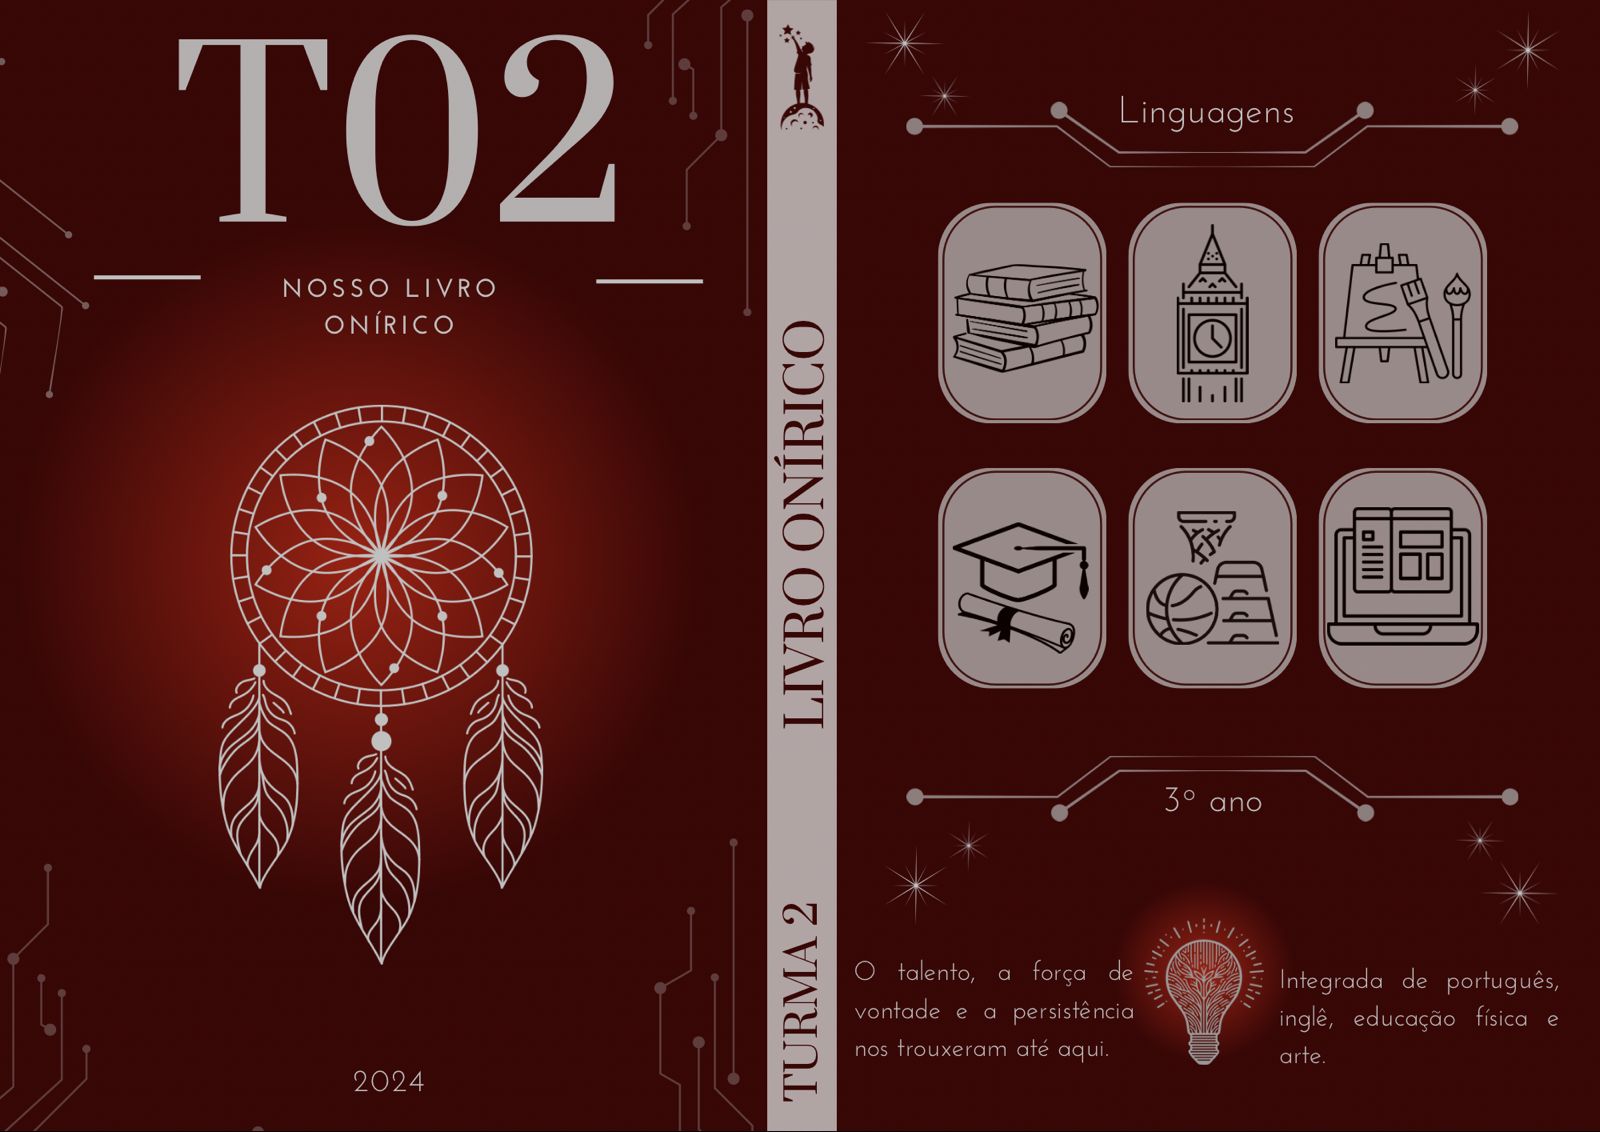 T02
NOSSO LIVRO
ONÍRICO
2024
LIVRO ONÍRICO
TURMA 2
Linguagens
3º ano
O talento, a força de
vontade e a persistência
nos trouxeram até aqui.
Integrada de português,
inglê, educação física e
arte.